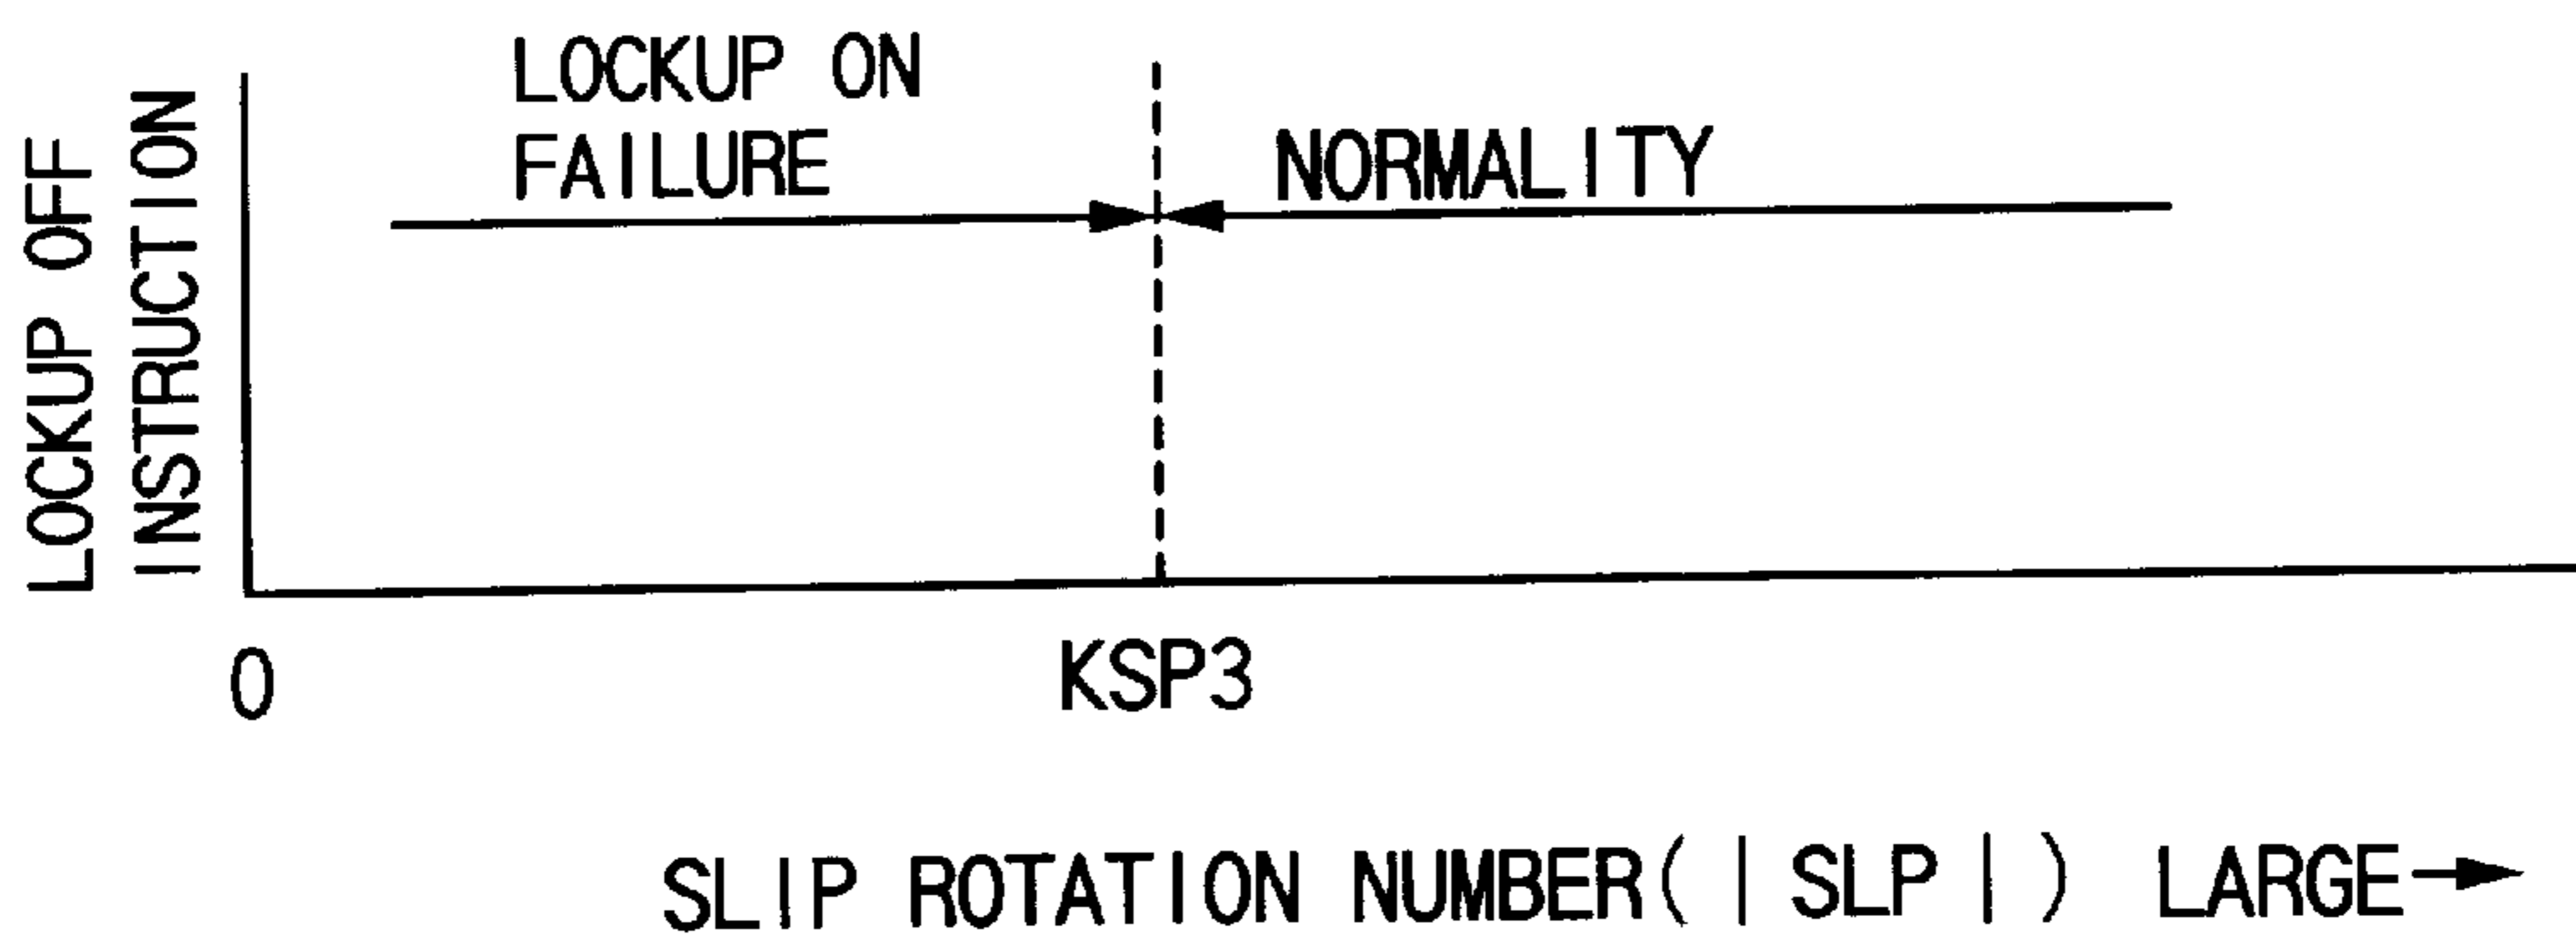 LOCKUP OFF
INSTRUCTION
LOCKUP ON
FAILURE
NORMALITY
0
KSP3
SLIP ROTATION NUMBER(|SLP|) LARGE→